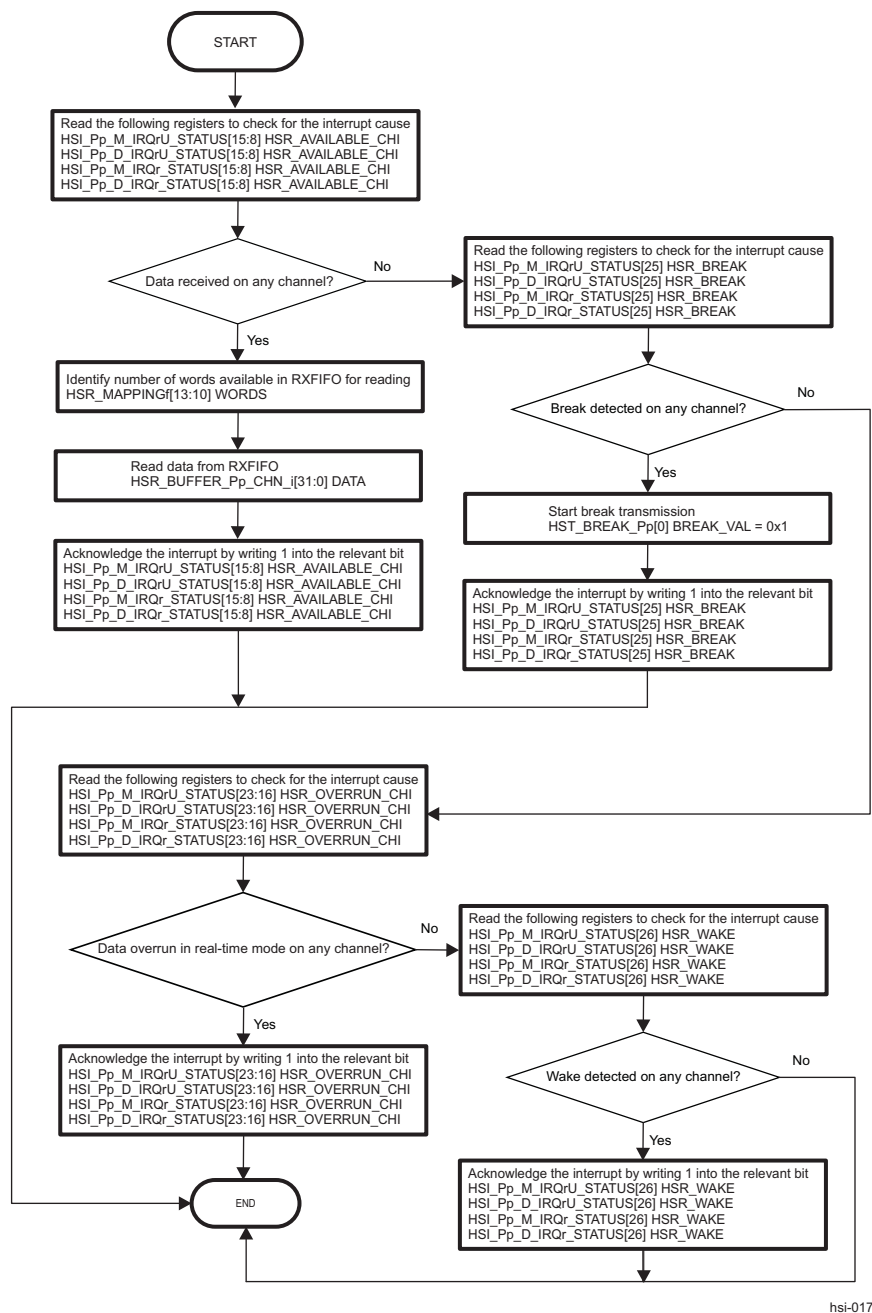 START
Read the following registers to check for the interrupt cause
HSI_Pp_M_IRQrU_STATUS[15:8] HSR_AVAILABLE_CHI
HSI_Pp_D_IRQrU_STATUS[15:8] HSR_AVAILABLE_CHI
HSI_Pp_M_IRQr_STATUS[15:8] HSR_AVAILABLE_CHI
HSI_Pp_D_IRQr_STATUS[15:8] HSR_AVAILABLE_CHI
Data received on any channel?
No
Yes
Read the following registers to check for the interrupt cause
HSI_Pp_M_IRQrU_STATUS[25] HSR_BREAK
HSI_Pp_D_IRQrU_STATUS[25] HSR_BREAK
HSI_Pp_M_IRQr_STATUS[25] HSR_BREAK
HSI_Pp_D_IRQr_STATUS[25] HSR_BREAK
Identify number of words available in RXFIFO for reading
HSR_MAPPINGf[13:10] WORDS
Break detected on any channel?
No
Yes
Read data from RXFIFO
HSR_BUFFER_Pp_CHN_i[31:0] DATA
Start break transmission
HST_BREAK_Pp[0] BREAK_VAL = 0x1
Acknowledge the interrupt by writing 1 into the relevant bit
HSI_Pp_M_IRQrU_STATUS[15:8] HSR_AVAILABLE_CHI
HSI_Pp_D_IRQrU_STATUS[15:8] HSR_AVAILABLE_CHI
HSI_Pp_M_IRQr_STATUS[15:8] HSR_AVAILABLE_CHI
HSI_Pp_D_IRQr_STATUS[15:8] HSR_AVAILABLE_CHI
Acknowledge the interrupt by writing 1 into the relevant bit
HSI_Pp_M_IRQrU_STATUS[25] HSR_BREAK
HSI_Pp_D_IRQrU_STATUS[25] HSR_BREAK
HSI_Pp_M_IRQr_STATUS[25] HSR_BREAK
HSI_Pp_D_IRQr_STATUS[25] HSR_BREAK
Read the following registers to check for the interrupt cause
HSI_Pp_M_IRQrU_STATUS[23:16] HSR_OVERRUN_CHI
HSI_Pp_D_IRQrU_STATUS[23:16] HSR_OVERRUN_CHI
HSI_Pp_M_IRQr_STATUS[23:16] HSR_OVERRUN_CHI
HSI_Pp_D_IRQr_STATUS[23:16] HSR_OVERRUN_CHI
Data overrun in real-time mode on any channel?
No
Yes
Read the following registers to check for the interrupt cause
HSI_Pp_M_IRQrU_STATUS[26] HSR_WAKE
HSI_Pp_D_IRQrU_STATUS[26] HSR_WAKE
HSI_Pp_M_IRQr_STATUS[26] HSR_WAKE
HSI_Pp_D_IRQr_STATUS[26] HSR_WAKE
Acknowledge the interrupt by writing 1 into the relevant bit
HSI_Pp_M_IRQrU_STATUS[23:16] HSR_OVERRUN_CHI
HSI_Pp_D_IRQrU_STATUS[23:16] HSR_OVERRUN_CHI
HSI_Pp_M_IRQr_STATUS[23:16] HSR_OVERRUN_CHI
HSI_Pp_D_IRQr_STATUS[23:16] HSR_OVERRUN_CHI
Wake detected on any channel?
No
Yes
Acknowledge the interrupt by writing 1 into the relevant bit
HSI_Pp_M_IRQrU_STATUS[26] HSR_WAKE
HSI_Pp_D_IRQrU_STATUS[26] HSR_WAKE
HSI_Pp_M_IRQr_STATUS[26] HSR_WAKE
HSI_Pp_D_IRQr_STATUS[26] HSR_WAKE
END
hsi-017